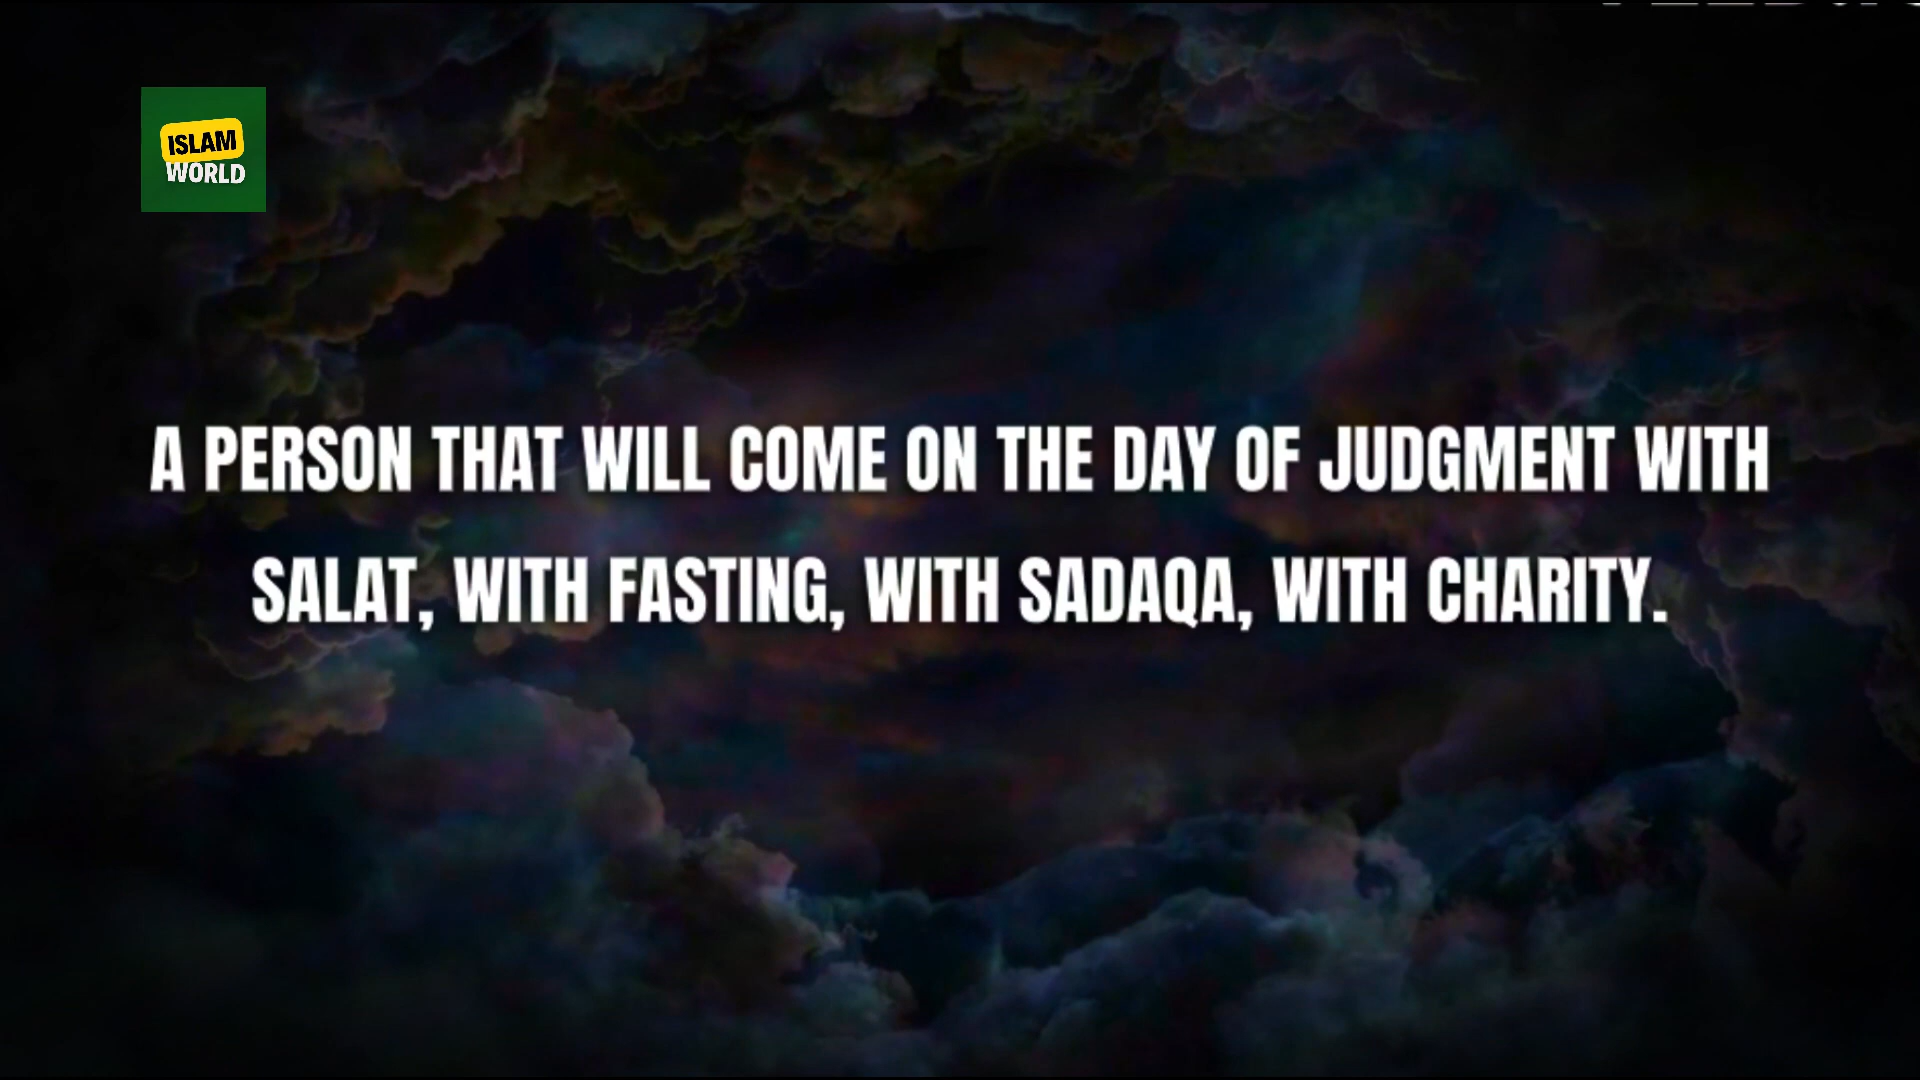 ISLAM
WORLD
A PERSON THAT WILL COME ON THE DAY OF JUDGMENT WITH
SALAT, WITH FASTING, WITH SADAQA, WITH CHARITY.